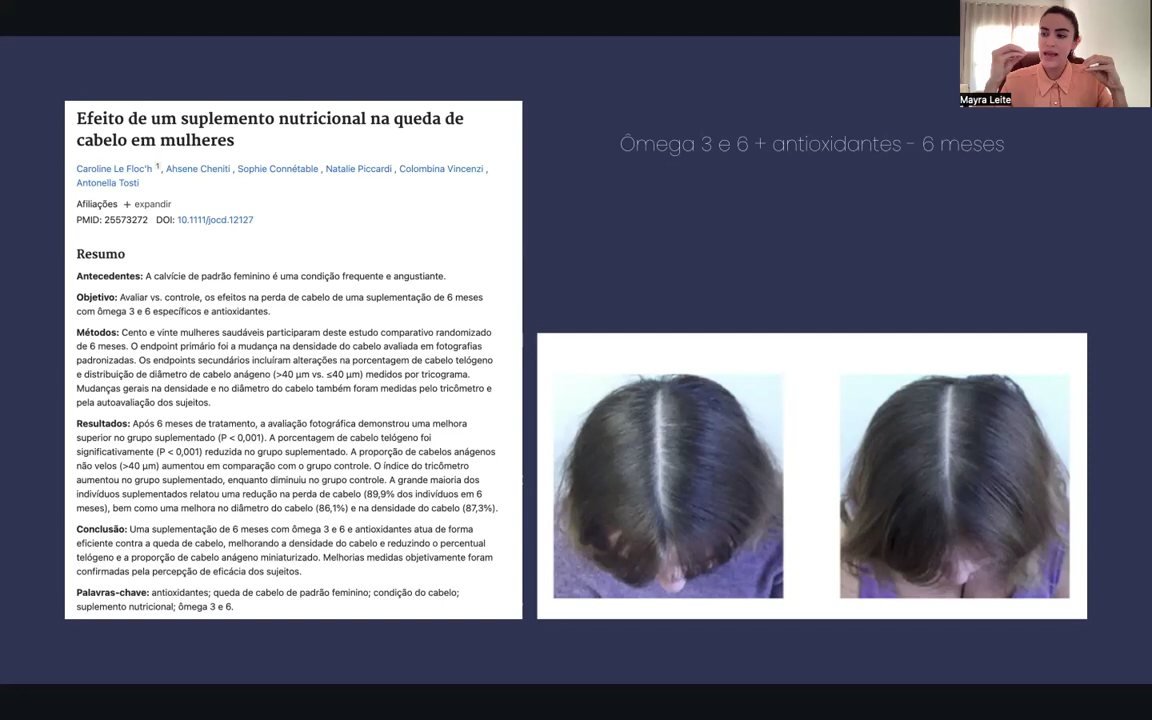 Efeito de um suplemento nutricional na queda de
cabelo em mulheres
Caroline Le Floc'h 1 , Ahsene Cheniti , Sophie Connétable , Natalie Piccardi , Colombina Vincenzi ,
Antonella Tosti
Afiliações + expandir
PMID: 25573272 DOI: 10.1111/jocd.12127
Resumo
Antecedentes: A calvície de padrão feminino é uma condição frequente e angustiante.
Objetivo: Avaliar vs. controle, os efeitos na perda de cabelo de uma suplementação de 6 meses
com ômega 3 e 6 específicos e antioxidantes.
Métodos: Cento e vinte mulheres saudáveis participaram deste estudo comparativo randomizado
de 6 meses. O endpoint primário foi a mudança na densidade do cabelo avaliada em fotografias
padronizadas. Os endpoints secundários incluíram alterações na porcentagem de cabelo telógeno
e distribuição de diâmetro de cabelo anágeno (>40 μm vs. ≤40 μm) medidos por tricograma.
Mudanças gerais na densidade e no diâmetro do cabelo também foram medidas pelo tricômetro e
pela autoavaliação dos sujeitos.
Resultados: Após 6 meses de tratamento, a avaliação fotográfica demonstrou uma melhora
superior no grupo suplementado (P < 0,001). A porcentagem de cabelo telógeno foi
significativamente (P < 0,001) reduzida no grupo suplementado. A proporção de cabelos anágenos
não velos (>40 μm) aumentou em comparação com o grupo controle. O índice do tricômetro
aumentou no grupo suplementado, enquanto diminuiu no grupo controle. A grande maioria dos
indivíduos suplementados relatou uma redução na perda de cabelo (89,9% dos indivíduos em 6
meses), bem como uma melhora no diâmetro do cabelo (86,1%) e na densidade do cabelo (87,3%).
Conclusão: Uma suplementação de 6 meses com ômega 3 e 6 e antioxidantes atua de forma
eficiente contra a queda de cabelo, melhorando a densidade do cabelo e reduzindo o percentual
telógeno e a proporção de cabelo anágeno miniaturizado. Melhorias medidas objetivamente foram
confirmadas pela percepção de eficácia dos sujeitos.
Palavras-chave: antioxidantes; queda de cabelo de padrão feminino; condição do cabelo;
suplemento nutricional; ômega 3 e 6.
Ômega 3 e 6 + antioxidantes - 6 meses
Mayra Leite